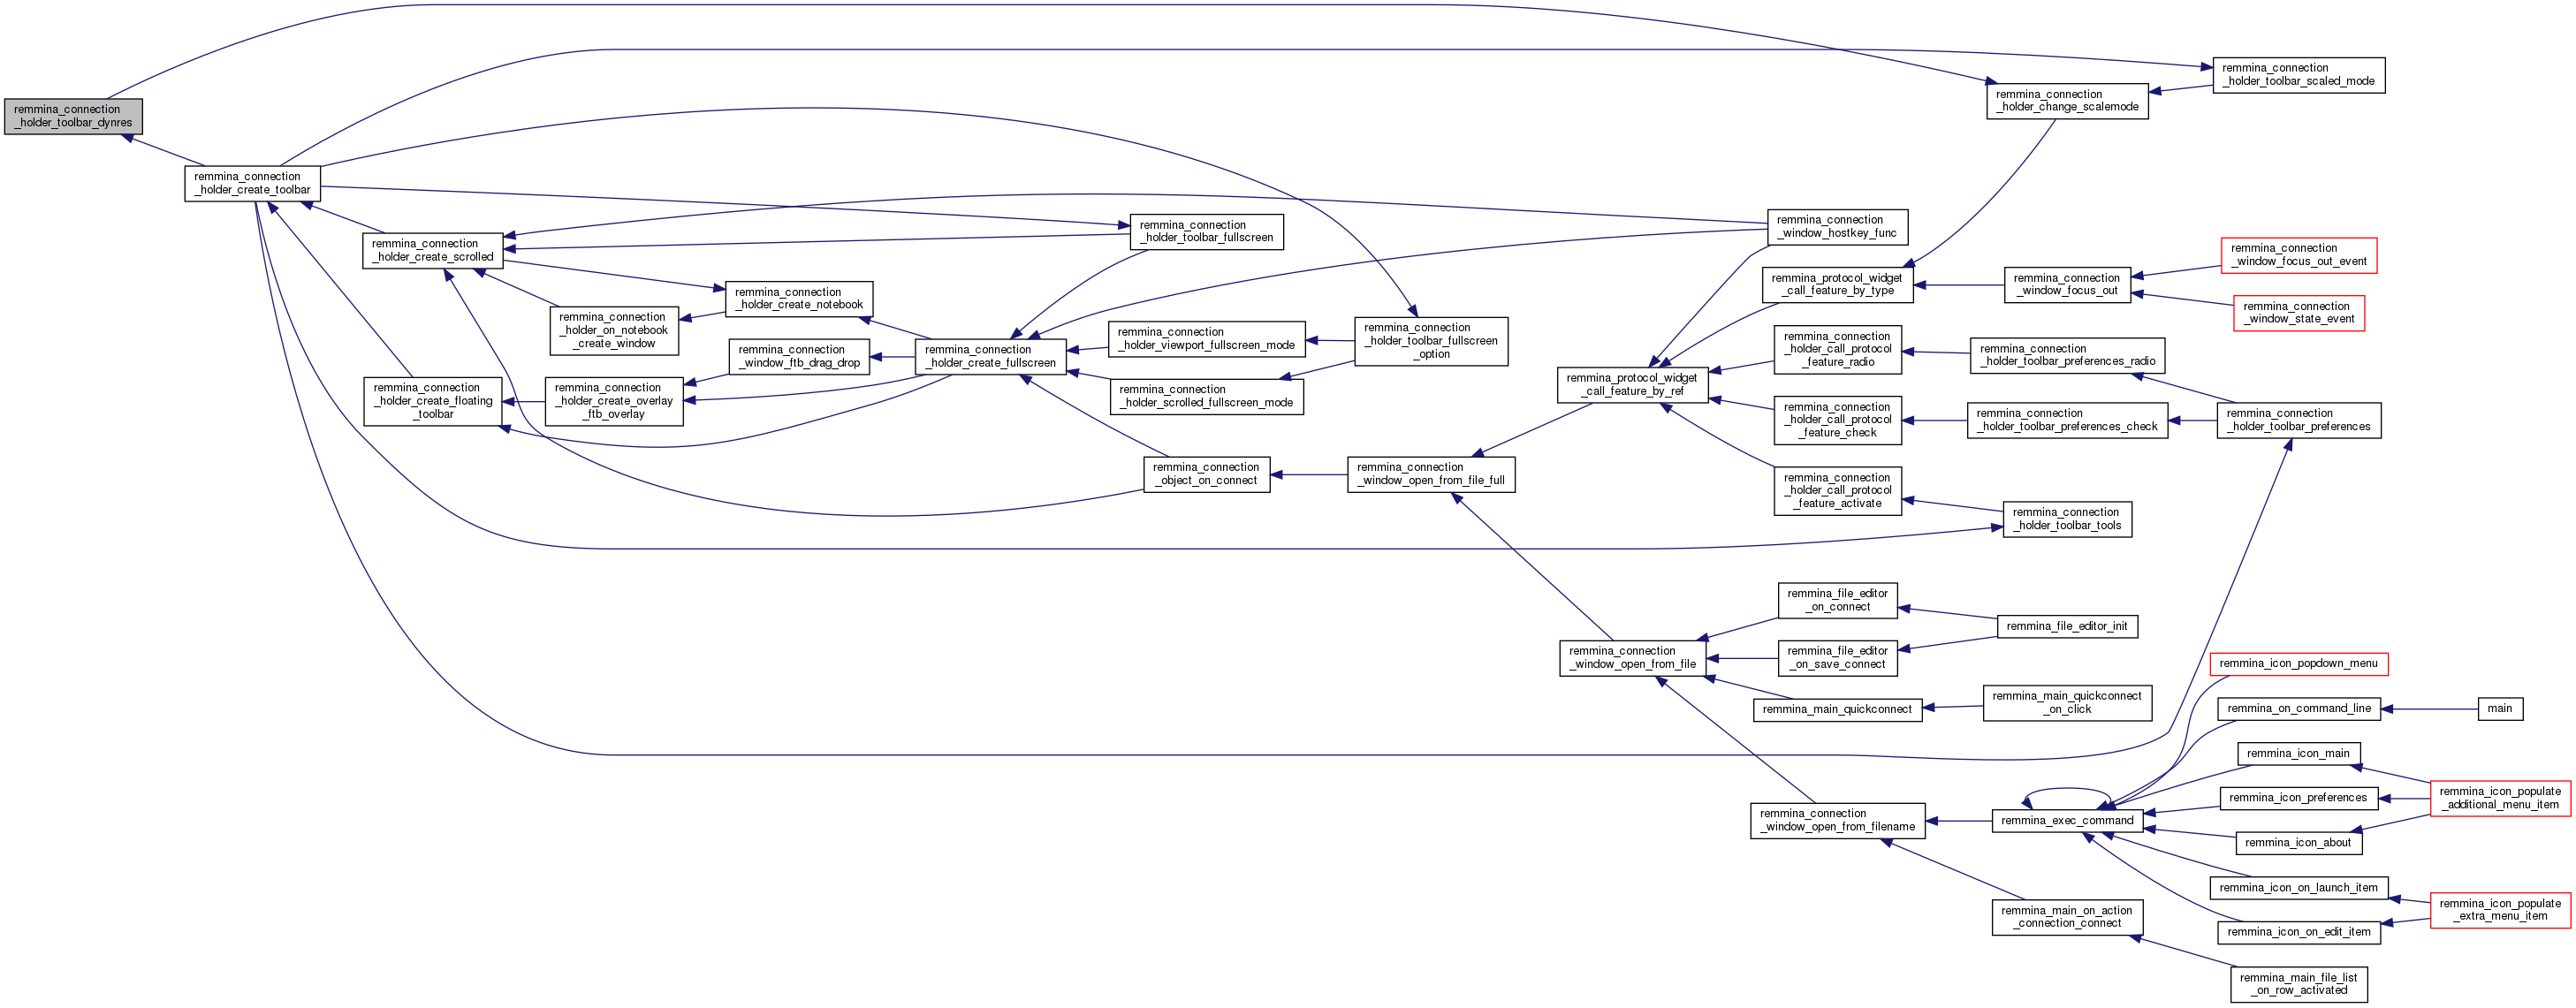 remmina_connection
_holder_toolbar_dynres
remmina_connection
_holder_create_toolbar
remmina_connection
_holder_create_scrolled
remmina_connection
_holder_create_floating
_toolbar
remmina_connection
_holder_on_notebook
_create_window
remmina_connection
_holder_create_overlay
_ftb_overlay
remmina_connection
_holder_create_notebook
remmina_connection
_window_ftb_drag_drop
remmina_connection
_holder_create_fullscreen
remmina_connection
_holder_toolbar_fullscreen
remmina_connection
_holder_viewport_fullscreen_mode
remmina_connection
_holder_scrolled_fullscreen_mode
remmina_connection
_object_on_connect
remmina_connection
_holder_toolbar_fullscreen
_option
remmina_connection
_window_open_from_file_full
remmina_protocol_widget
_call_feature_by_ref
remmina_connection
_window_open_from_file
remmina_connection
_window_hostkey_func
remmina_protocol_widget
_call_feature_by_type
remmina_connection
_holder_call_protocol
_feature_radio
remmina_connection
_holder_call_protocol
_feature_check
remmina_connection
_holder_call_protocol
_feature_activate
remmina_file_editor
_on_connect
remmina_file_editor
_on_save_connect
remmina_main_quickconnect
remmina_connection
_window_open_from_filename
remmina_connection
_holder_change_scalemode
remmina_connection
_window_focus_out
remmina_connection
_holder_toolbar_preferences_radio
remmina_connection
_holder_toolbar_preferences_check
remmina_connection
_holder_toolbar_tools
remmina_file_editor_init
remmina_main_quickconnect
_on_click
remmina_exec_command
remmina_main_on_action
_connection_connect
remmina_connection
_holder_toolbar_scaled_mode
remmina_connection
_window_focus_out_event
remmina_connection
_window_state_event
remmina_connection
_holder_toolbar_preferences
remmina_icon_popdown_menu
remmina_on_command_line
remmina_icon_main
remmina_icon_preferences
remmina_icon_about
remmina_icon_on_launch_item
remmina_icon_on_edit_item
remmina_main_file_list
_on_row_activated
main
remmina_icon_populate
_additional_menu_item
remmina_icon_populate
_extra_menu_item